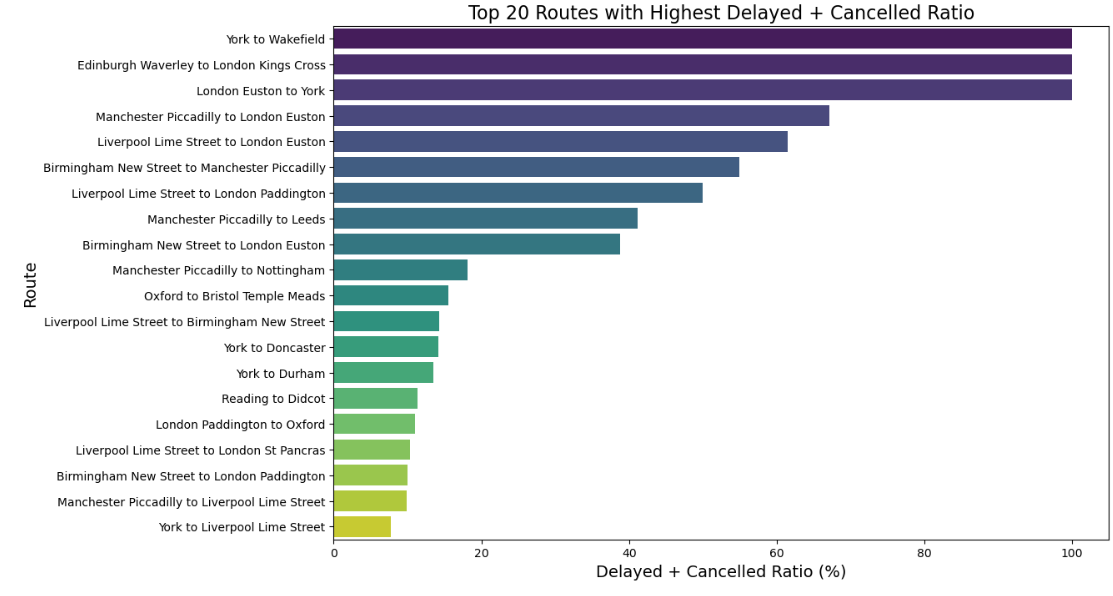 Top 20 Routes with Highest Delayed + Cancelled Ratio
York to Wakefield
Edinburgh Waverley to London Kings Cross
London Euston to York
Manchester Piccadilly to London Euston
Liverpool Lime Street to London Euston
Birmingham New Street to Manchester Piccadilly
Liverpool Lime Street to London Paddington
Manchester Piccadilly to Leeds
Birmingham New Street to London Euston
Manchester Piccadilly to Nottingham
Oxford to Bristol Temple Meads
Liverpool Lime Street to Birmingham New Street
York to Doncaster
York to Durham
Reading to Didcot
London Paddington to Oxford
Liverpool Lime Street to London St Pancras
Birmingham New Street to London Paddington
Manchester Piccadilly to Liverpool Lime Street
York to Liverpool Lime Street
Route
0 20 40 60 80 100
Delayed + Cancelled Ratio (%)